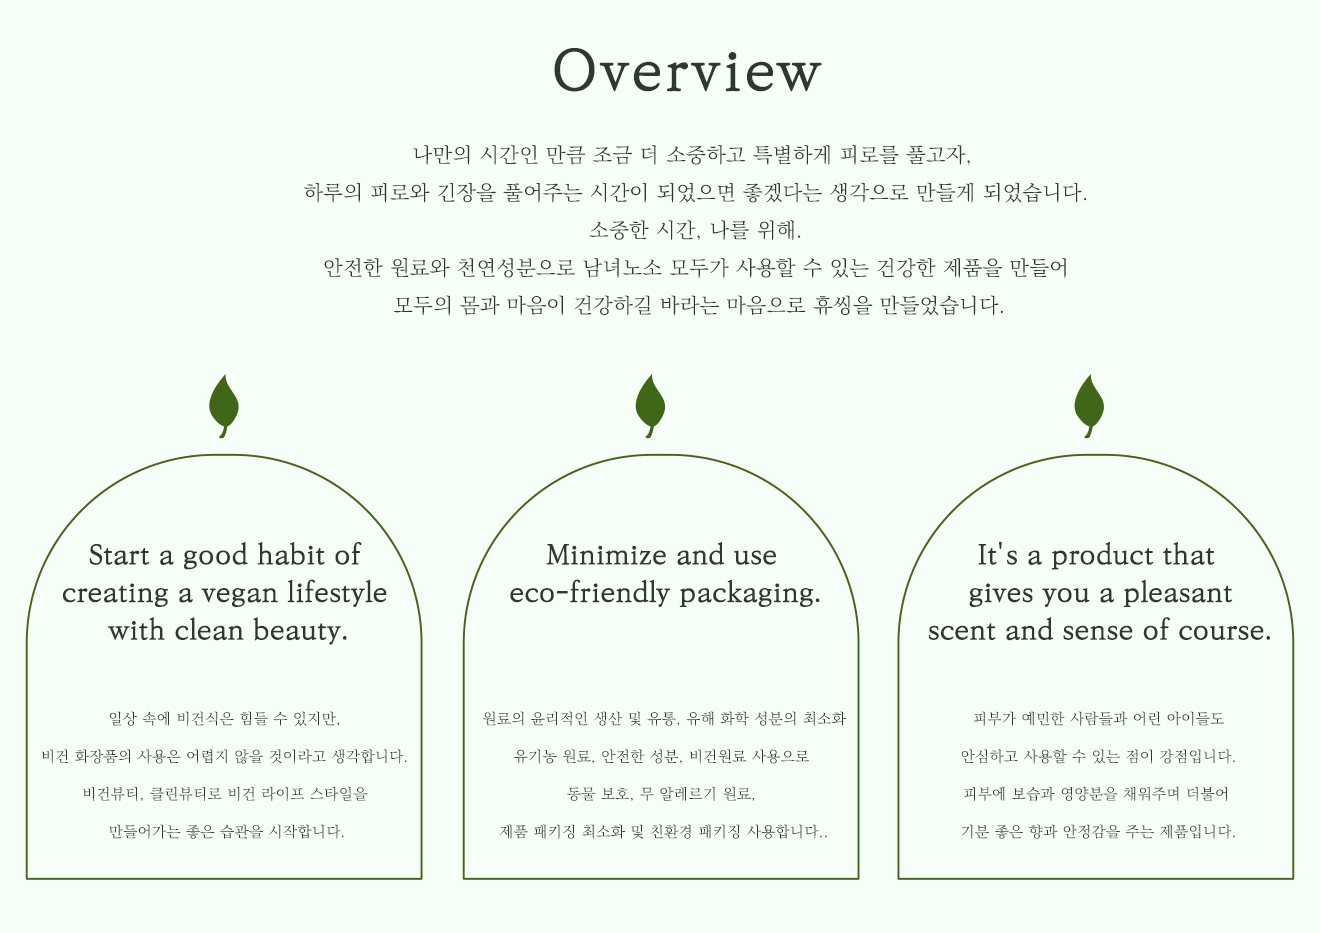 Overview
나만의 시간인 만큼 조금 더 소중하고 특별하게 피로를 풀고자,
하루의 피로와 긴장을 풀어주는 시간이 되었으면 좋겠다는 생각으로 만들게 되었습니다.
소중한 시간, 나를 위해.
안전한 원료와 천연성분으로 남녀노소 모두가 사용할 수 있는 건강한 제품을 만들어
모두의 몸과 마음이 건강하길 바라는 마음으로 휴씽을 만들었습니다.
Start a good habit of
creating a vegan lifestyle
with clean beauty.
일상 속에 비건식은 힘들 수 있지만,
비건 화장품의 사용은 어렵지 않을 것이라고 생각합니다.
비건뷰티, 클린뷰티로 비건 라이프 스타일을
만들어가는 좋은 습관을 시작합니다.
Minimize and use
eco-friendly packaging.
원료의 윤리적인 생산 및 유통, 유해 화학 성분의 최소화
유기농 원료, 안전한 성분, 비건원료 사용으로
동물 보호, 무 알레르기 원료,
제품 패키징 최소화 및 친환경 패키징 사용합니다..
It's a product that
gives you a pleasant
scent and sense of course.
피부가 예민한 사람들과 어린 아이들도
안심하고 사용할 수 있는 점이 강점입니다.
피부에 보습과 영양분을 채워주며 더불어
기분 좋은 향과 안정감을 주는 제품입니다.